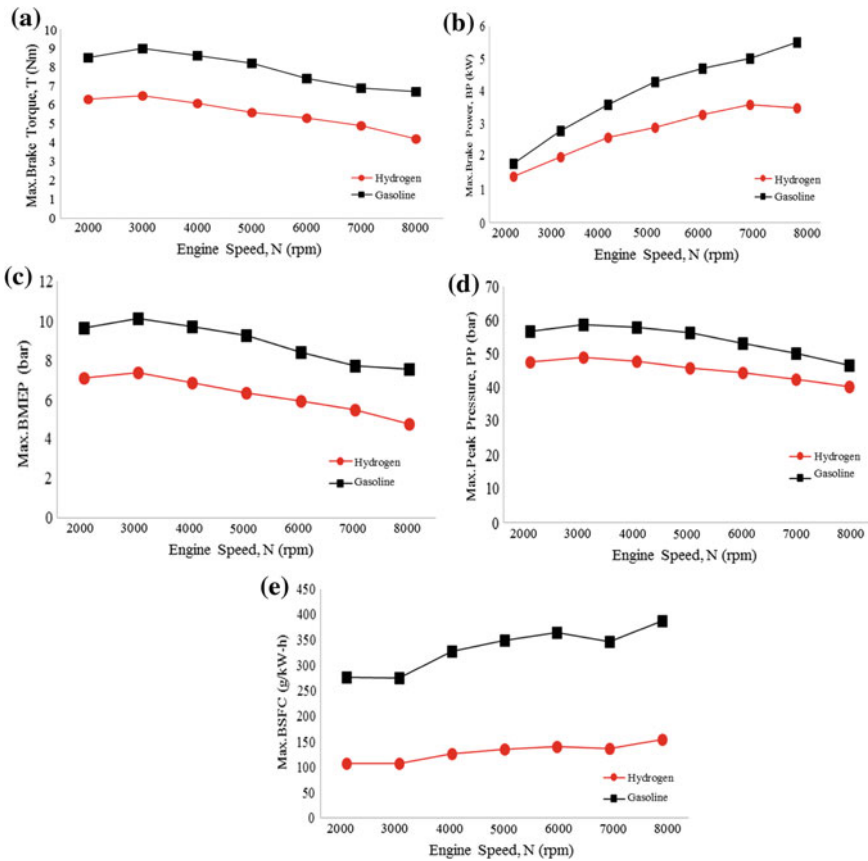 (a)
Max.Brake Torque, T (Nm)
10
9
8
7
6
5
4
3
2
1
0
Hydrogen
Gasoline
2000 3000 4000 5000 6000 7000 8000
Engine Speed, N (rpm)
(b)
Max.Brake Power, BP (kW)
6
5
4
3
2
1
0
Hydrogen
Gasoline
2000 3000 4000 5000 6000 7000 8000
Engine Speed, N (rpm)
(c)
Max.BMEP (bar)
12
10
8
6
4
2
0
Hydrogen
Gasoline
2000 3000 4000 5000 6000 7000 8000
Engine Speed, N (rpm)
(d)
Max.Peak Pressure, PP (bar)
70
60
50
40
30
20
10
0
Hydrogen
Gasoline
2000 3000 4000 5000 6000 7000 8000
Engine Speed, N (rpm)
(e)
Max.BSFC (g/kW-h)
450
400
350
300
250
200
150
100
50
0
Hydrogen
Gasoline
2000 3000 4000 5000 6000 7000 8000
Engine Speed, N (rpm)